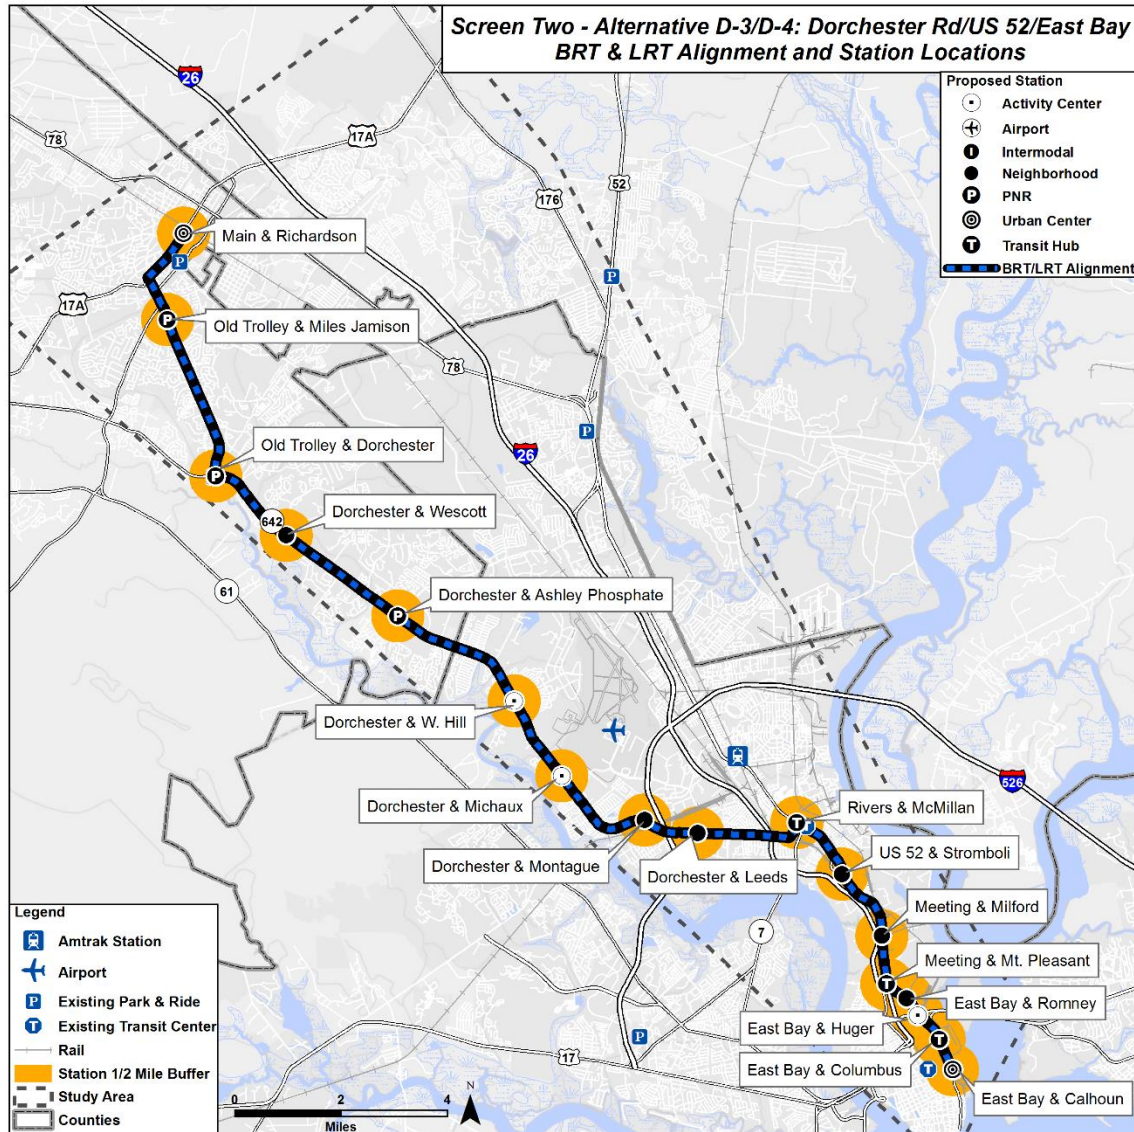 Screen Two - Alternative D-3/D-4: Dorchester Rd/US 52/East Bay
BRT & LRT Alignment and Station Locations
Proposed Station
Activity Center
Airport
I Intermodal
Neighborhood
P PNR
Urban Center
T Transit Hub
BRT/LRT Alignment
26
17A
78
52
176
Main & Richardson
P
P
17A
P
Old Trolley & Miles Jamison
78
P
Old Trolley & Dorchester
26
P
642
Dorchester & Wescott
61
Dorchester & Ashley Phosphate
P
Dorchester & W. Hill
526
Dorchester & Michaux
Rivers & McMillan
T
T
US 52 & Stromboli
Dorchester & Montague
Dorchester & Leeds
Meeting & Milford
7
Meeting & Mt. Pleasant
T
East Bay & Romney
East Bay & Huger
P
T
17
East Bay & Columbus
T
East Bay & Calhoun
Legend
Amtrak Station
Airport
P Existing Park & Ride
T Existing Transit Center
Rail
Station 1/2 Mile Buffer
Study Area
Counties
0 2 4
Miles
N